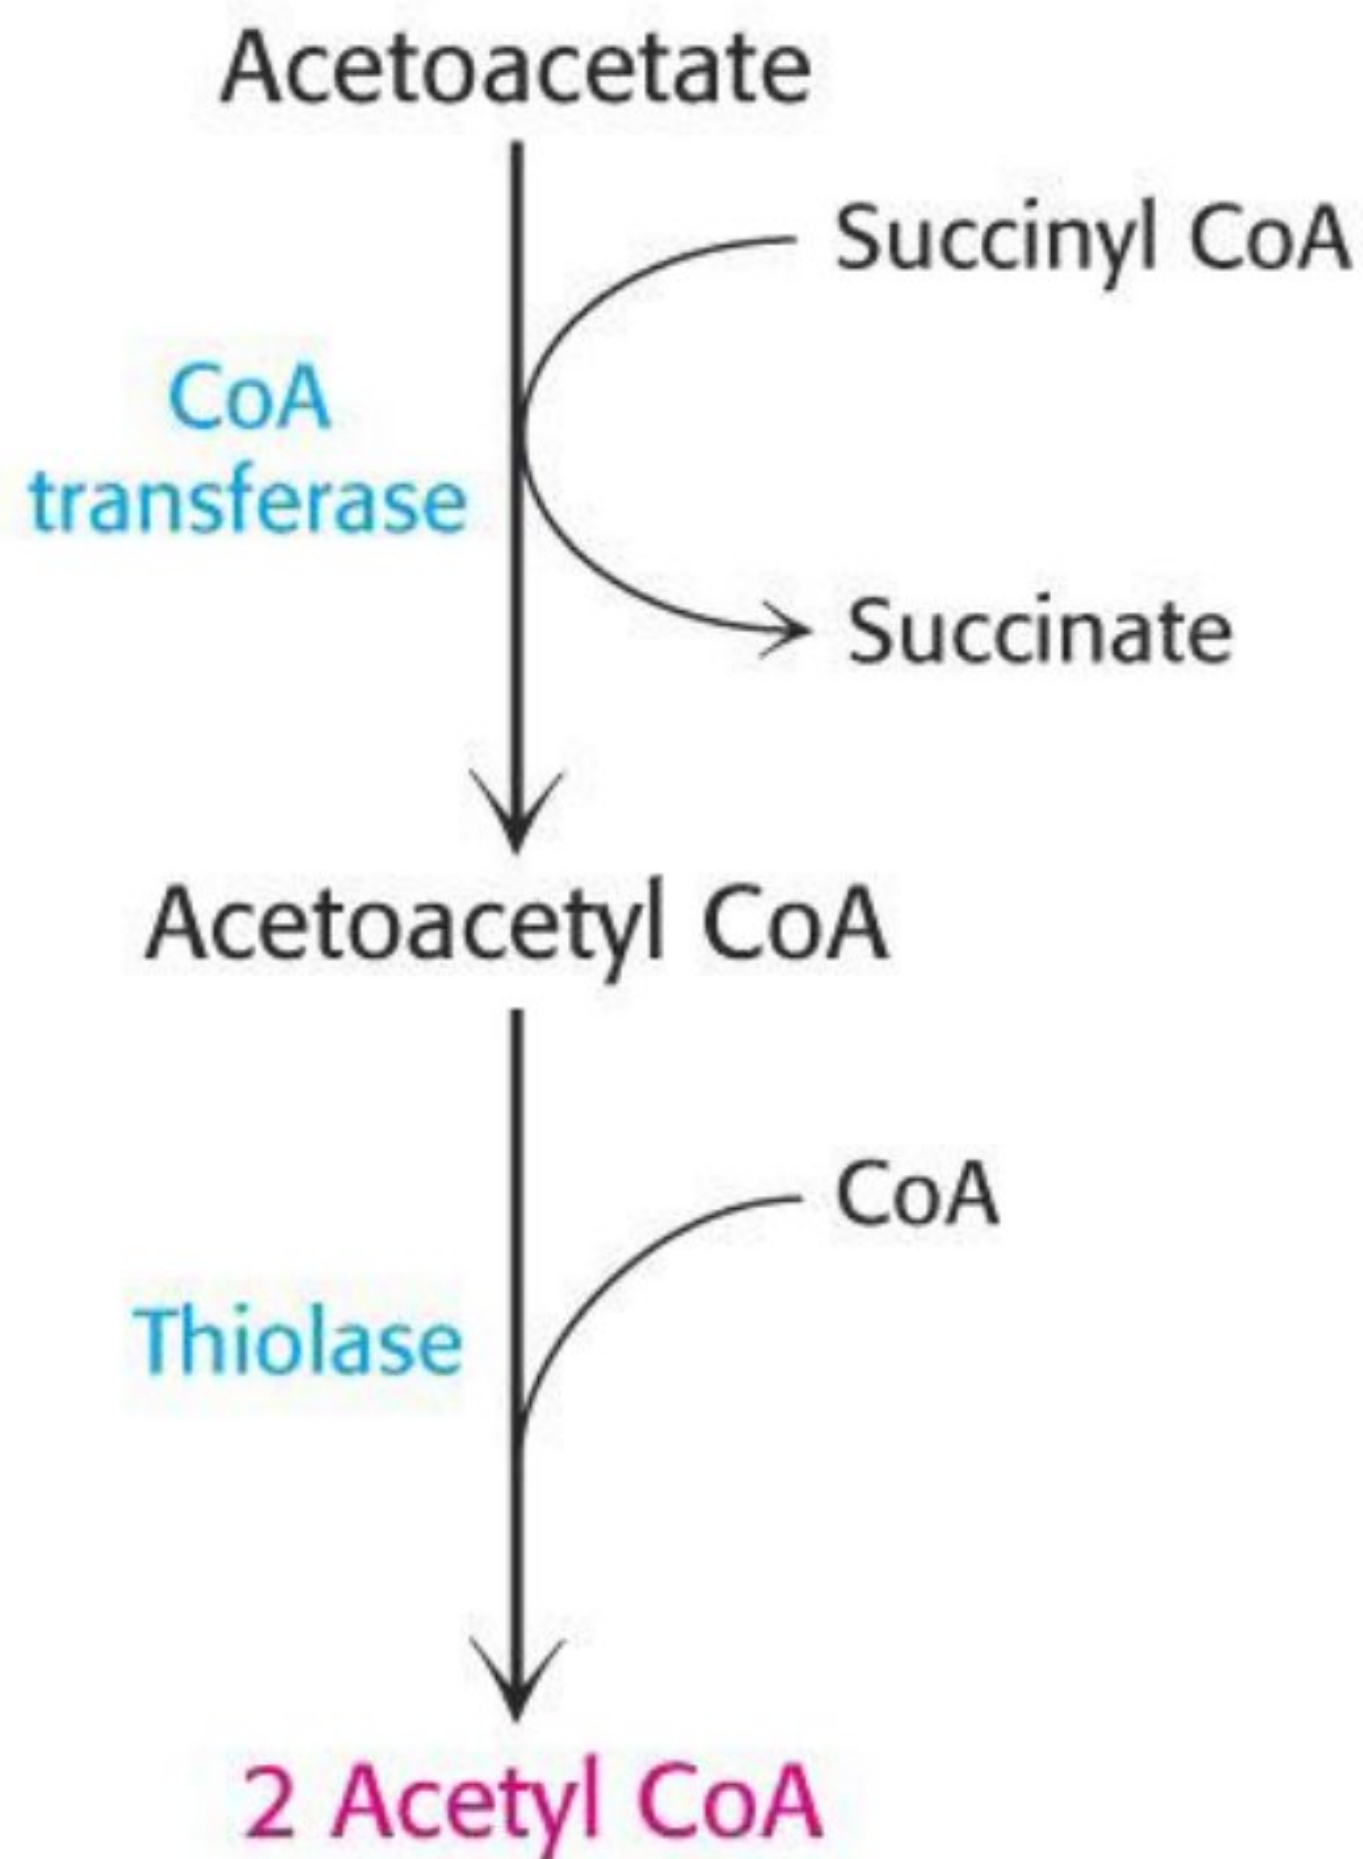 Acetoacetate
Succinyl CoA
CoA
transferase
Succinate
Acetoacetyl CoA
CoA
Thiolase
2 Acetyl CoA